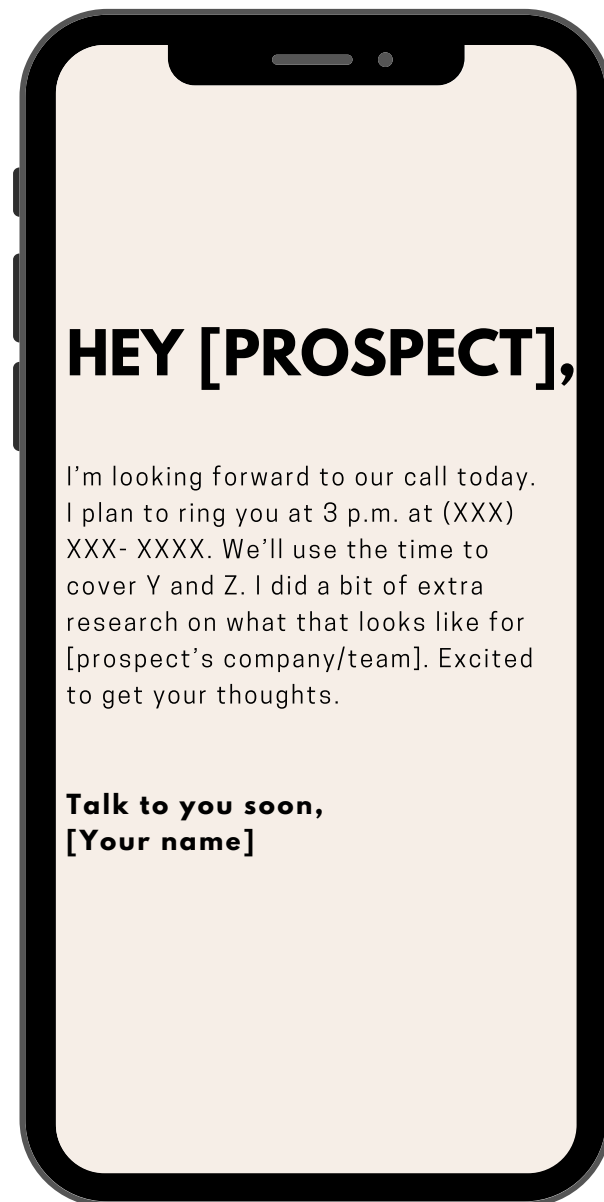 HEY [PROSPECT],
I’m looking forward to our call today.
I plan to ring you at 3 p.m. at (XXX)
XXX- XXXX. We’ll use the time to
cover Y and Z. I did a bit of extra
research on what that looks like for
[prospect’s company/team]. Excited
to get your thoughts.
Talk to you soon,
[Your name]